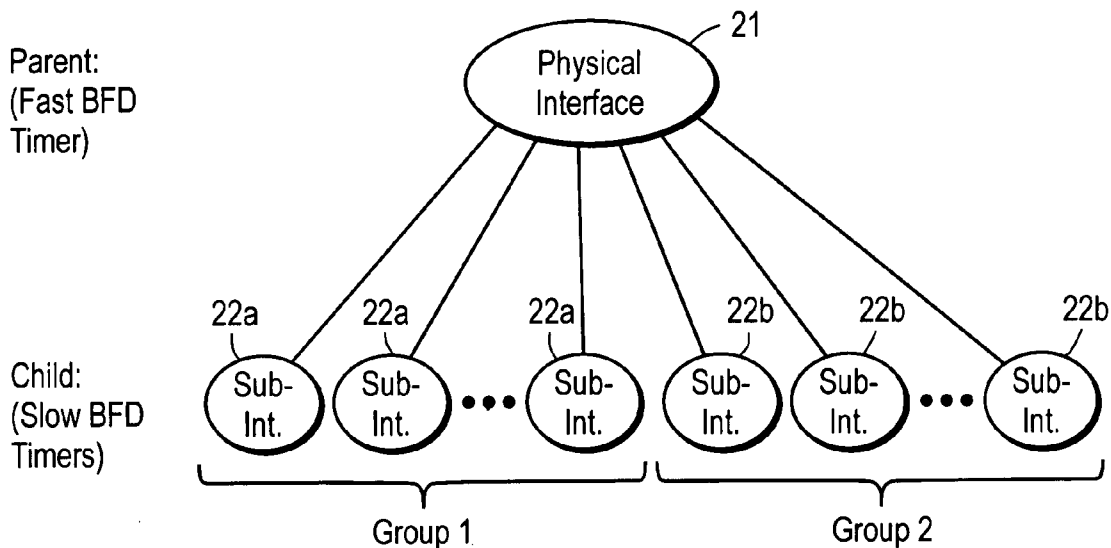 21
Parent:
(Fast BFD
Timer)
Physical
Interface
22a
22a
22a
22b
22b
22b
Child:
(Slow BFD
Timers)
Sub-
Int.
Sub-
Int.
Sub-
Int.
Sub-
Int.
Sub-
Int.
Sub-
Int.
Group 1
Group 2